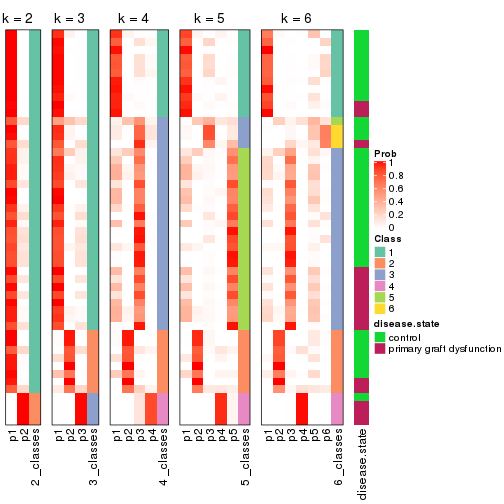 k = 2
k = 3
k = 4
k = 5
k = 6
Prob
1
0.8
0.6
0.4
0.2
0
Class
1
2
3
4
5
6
disease.state
control
primary graft dysfunction
p1
p2
2_classes
p1
p2
p3
3_classes
p1
p2
p3
p4
4_classes
p1
p2
p3
p4
p5
5_classes
p1
p2
p3
p4
p5
p6
6_classes
disease.state